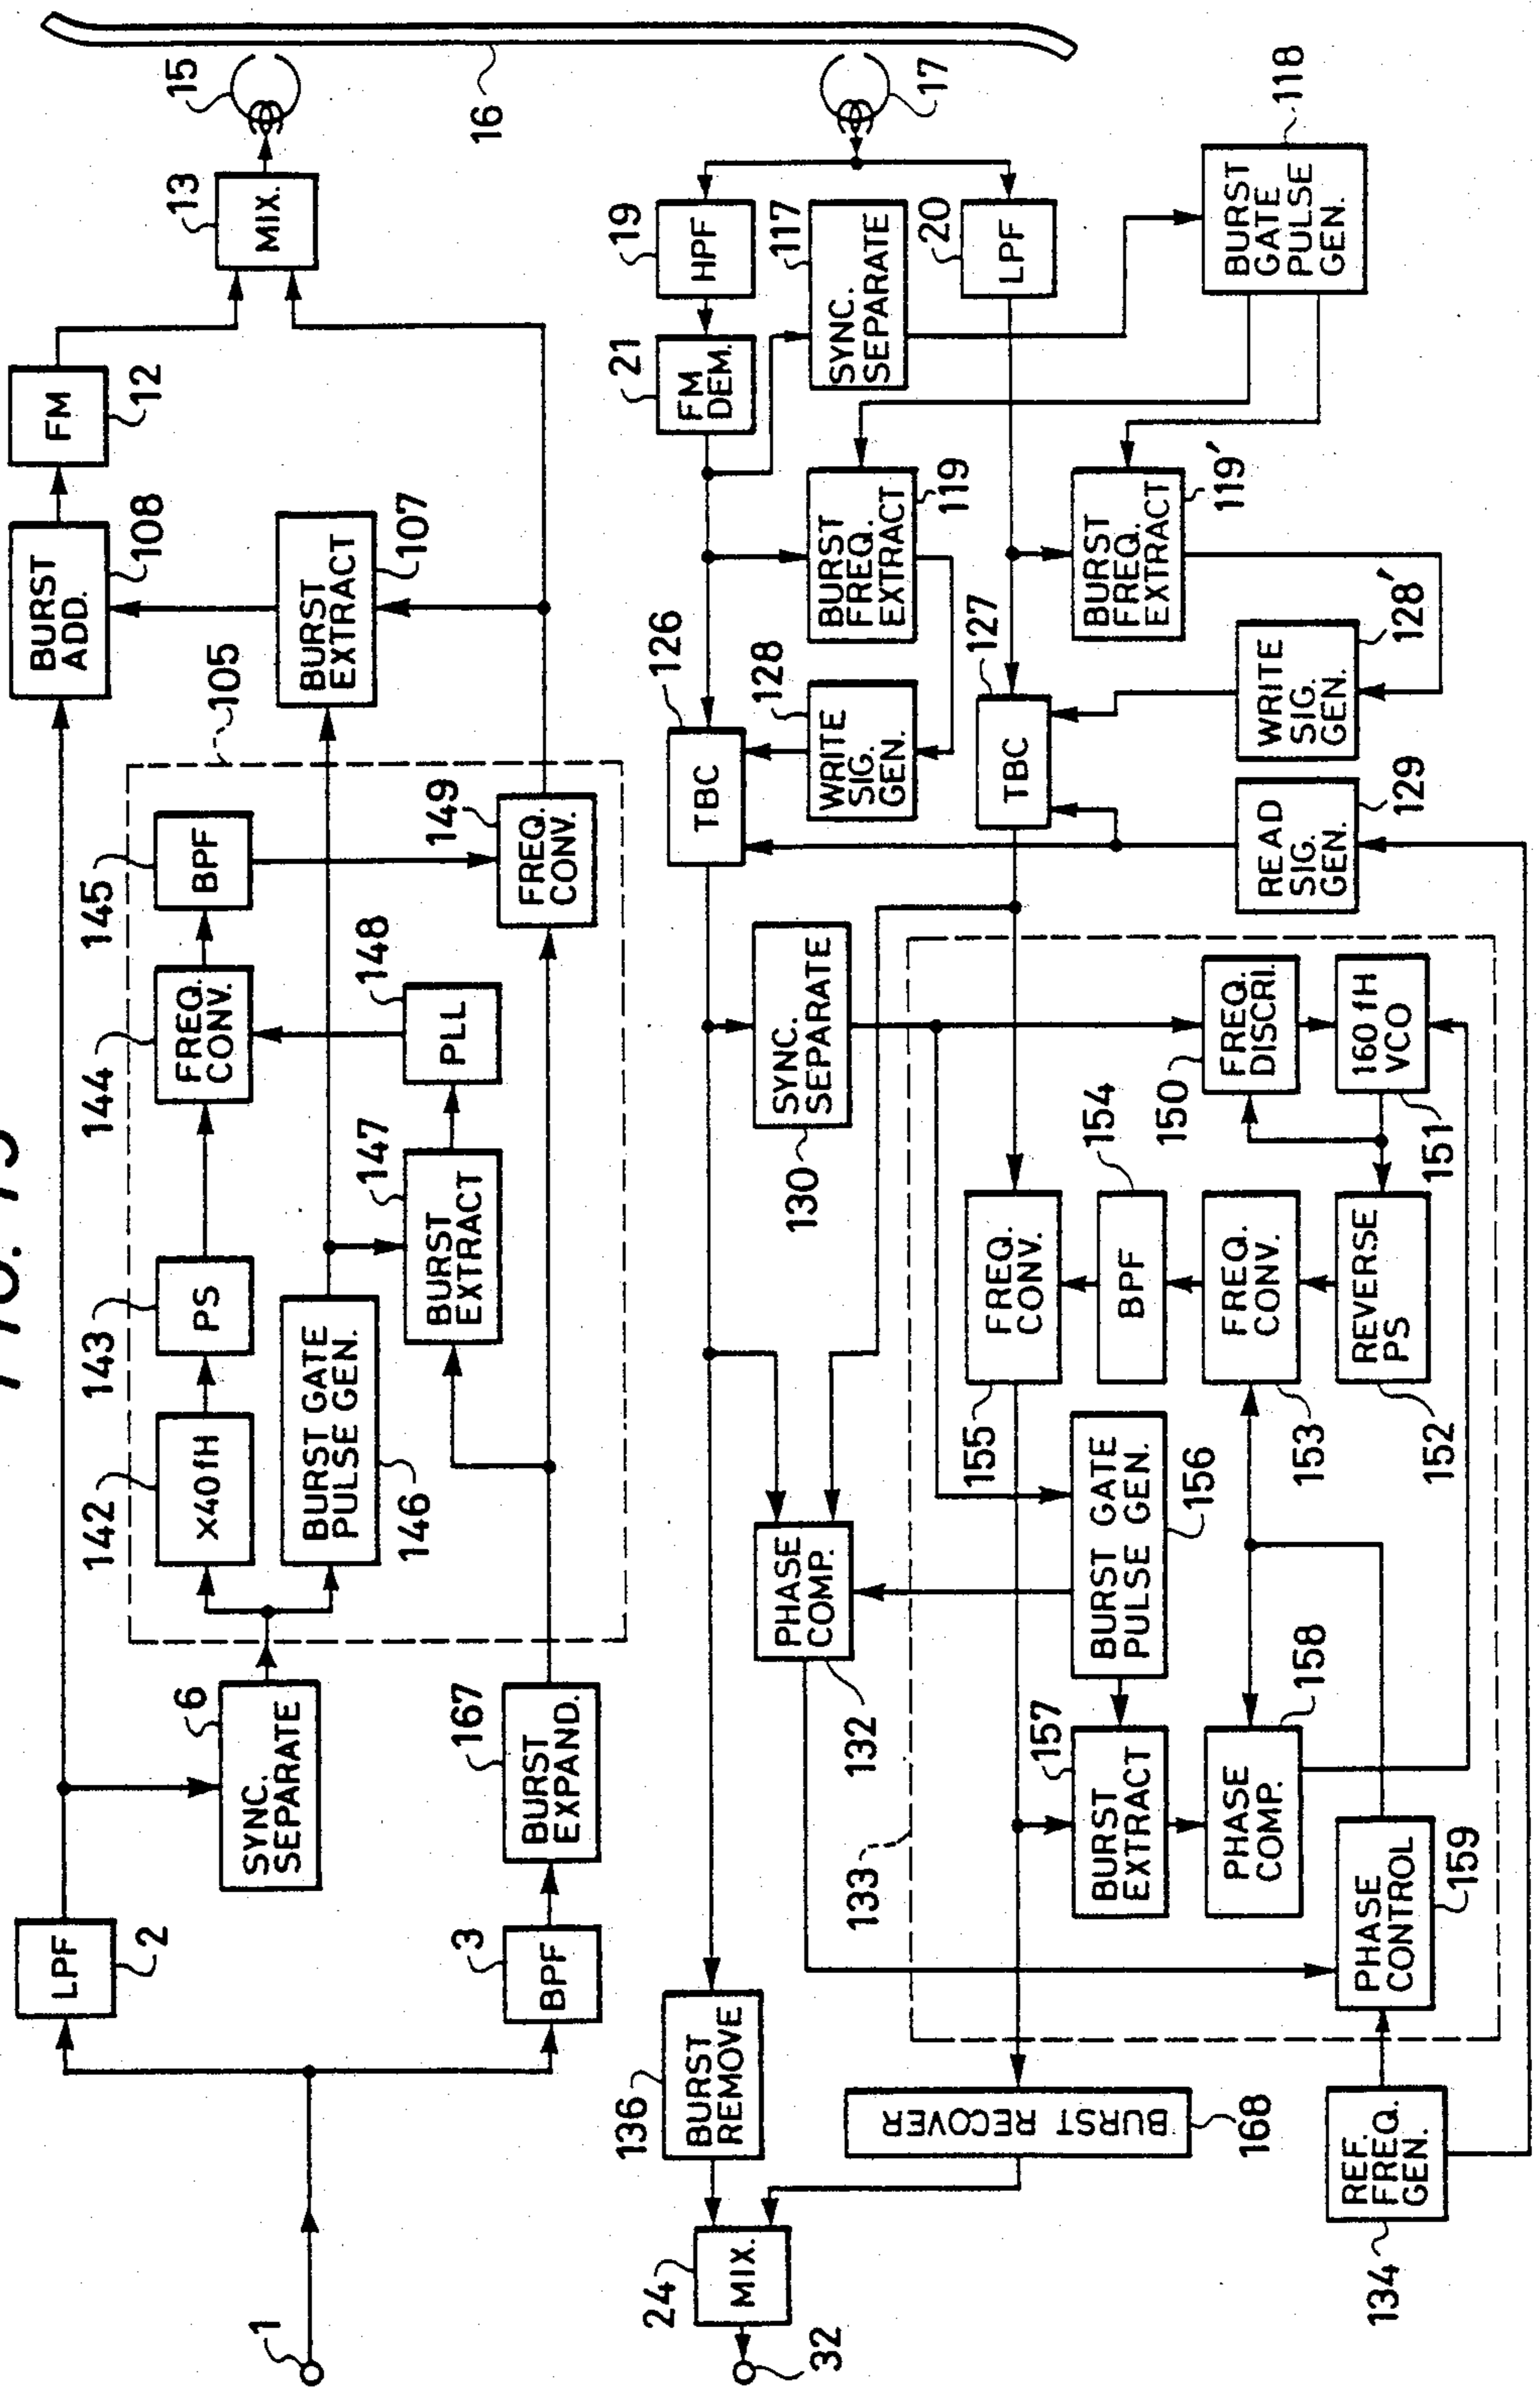 1
LPF
2
BPF
3
SYNC.
SEPARATE
6
BURST
EXPAND.
167
X40fH
142
PS
143
FREQ.
CONV.
144
BPF
145
BURST GATE
PULSE GEN.
146
BURST
EXTRACT
147
PLL
148
FREQ.
CONV.
149
105
BURST
EXTRACT
107
BURST
ADD.
108
FM
12
MIX.
13
15
16
17
HPF
19
LPF
20
FM
DEM.
21
SYNC.
SEPARATE
117
BURST
GATE
PULSE
GEN.
118
BURST
FREQ.
EXTRACT
119
BURST
FREQ.
EXTRACT
119'
TBC
126
TBC
127
WRITE
SIG.
GEN.
128
WRITE
SIG.
GEN.
128'
READ
SIG.
GEN.
129
SYNC.
SEPARATE
130
PHASE
COMP.
132
133
FREQ.
DISCRI.
150
160 fH
VCO
151
REVERSE
PS
152
FREQ.
CONV.
153
BPF
154
FREQ.
CONV.
155
BURST GATE
PULSE GEN.
156
BURST
EXTRACT
157
PHASE
COMP.
158
PHASE
CONTROL
159
REF.
FREQ.
GEN.
134
BURST RECOVER
168
BURST
REMOVE
136
MIX.
24
32